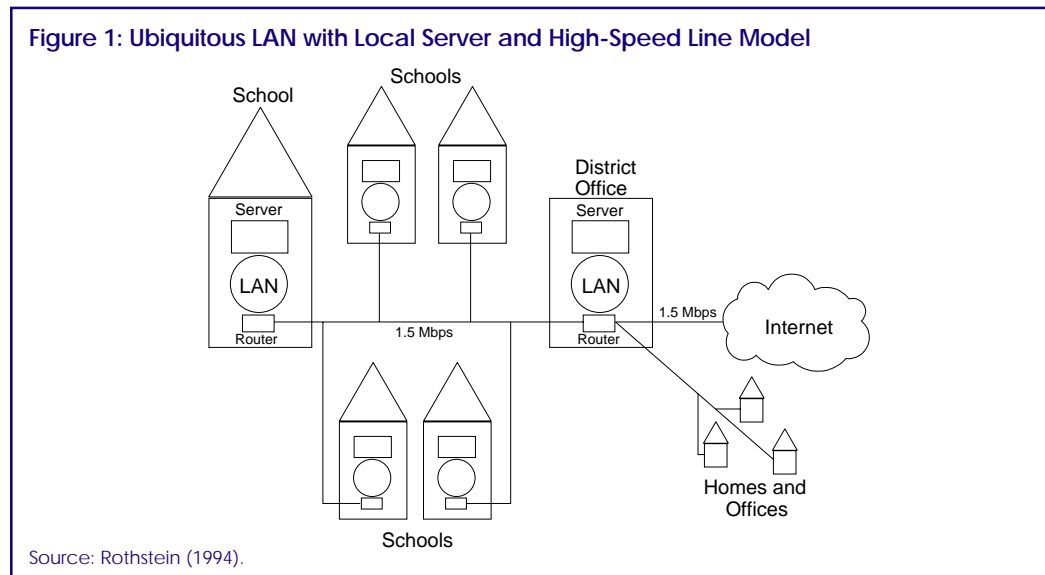 Figure 1: Ubiquitous LAN with Local Server and High-Speed Line Model
School
Schools
District
Office
Server
LAN
Router
1.5 Mbps
Server
LAN
Router
1.5 Mbps
Internet
Homes and
Offices
Schools
Source: Rothstein (1994).